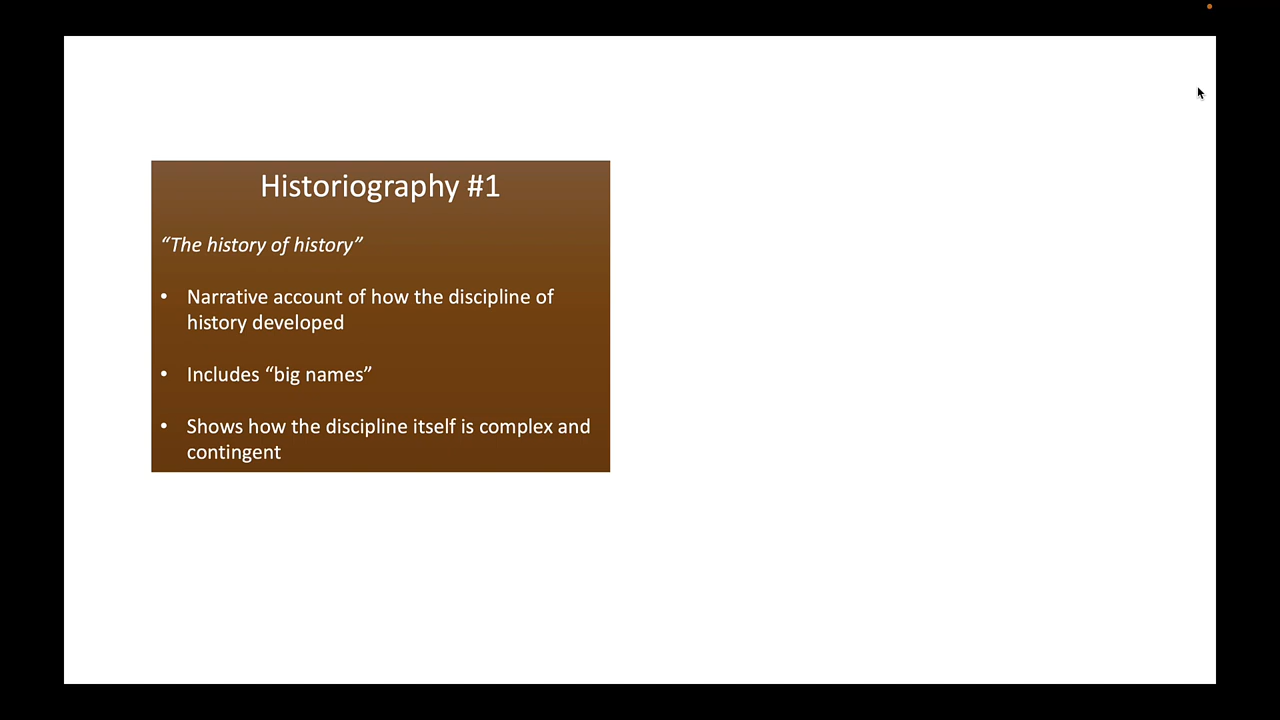 Historiography #1
“The history of history”
• Narrative account of how the discipline of
history developed
• Includes “big names”
• Shows how the discipline itself is complex and
contingent